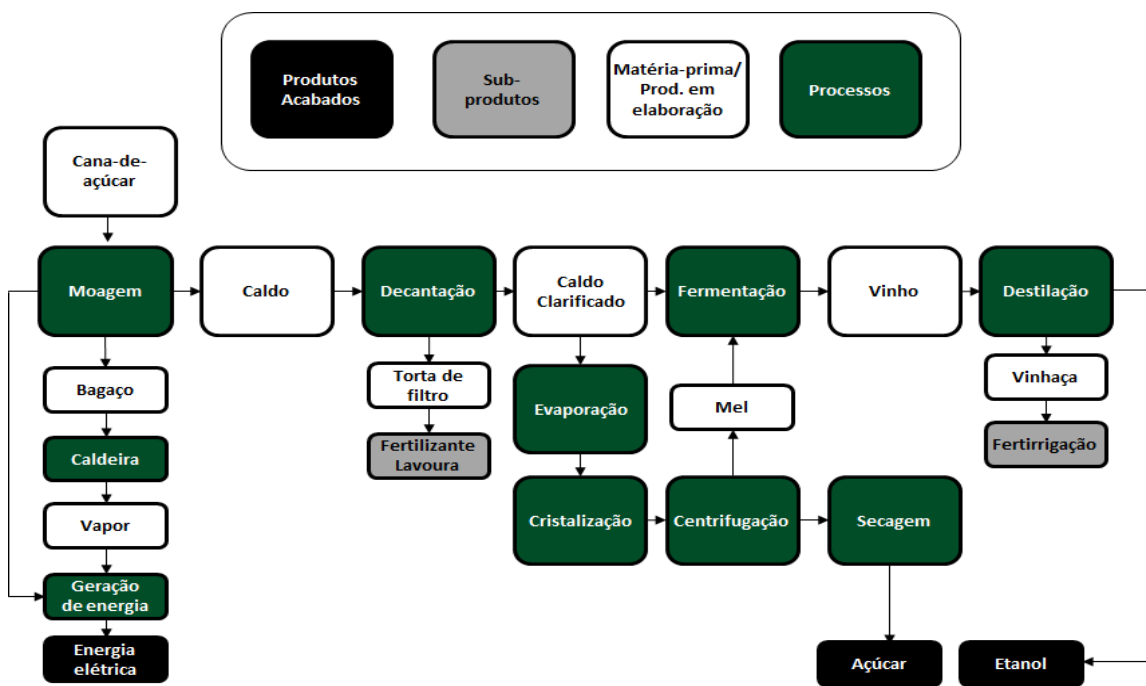 Produtos
Acabados
Sub-
produtos
Matéria-prima/
Prod. em
elaboração
Processos
Cana-de-
açúcar
Moagem
Caldo
Decantação
Caldo
Clarificado
Fermentação
Vinho
Destilação
Bagaço
Torta de
filtro
Evaporação
Mel
Vinhaça
Caldeira
Fertilizante
Lavoura
Fertirrigação
Vapor
Cristalização
Centrifugação
Secagem
Geração
de energia
Energia
elétrica
Açúcar
Etanol